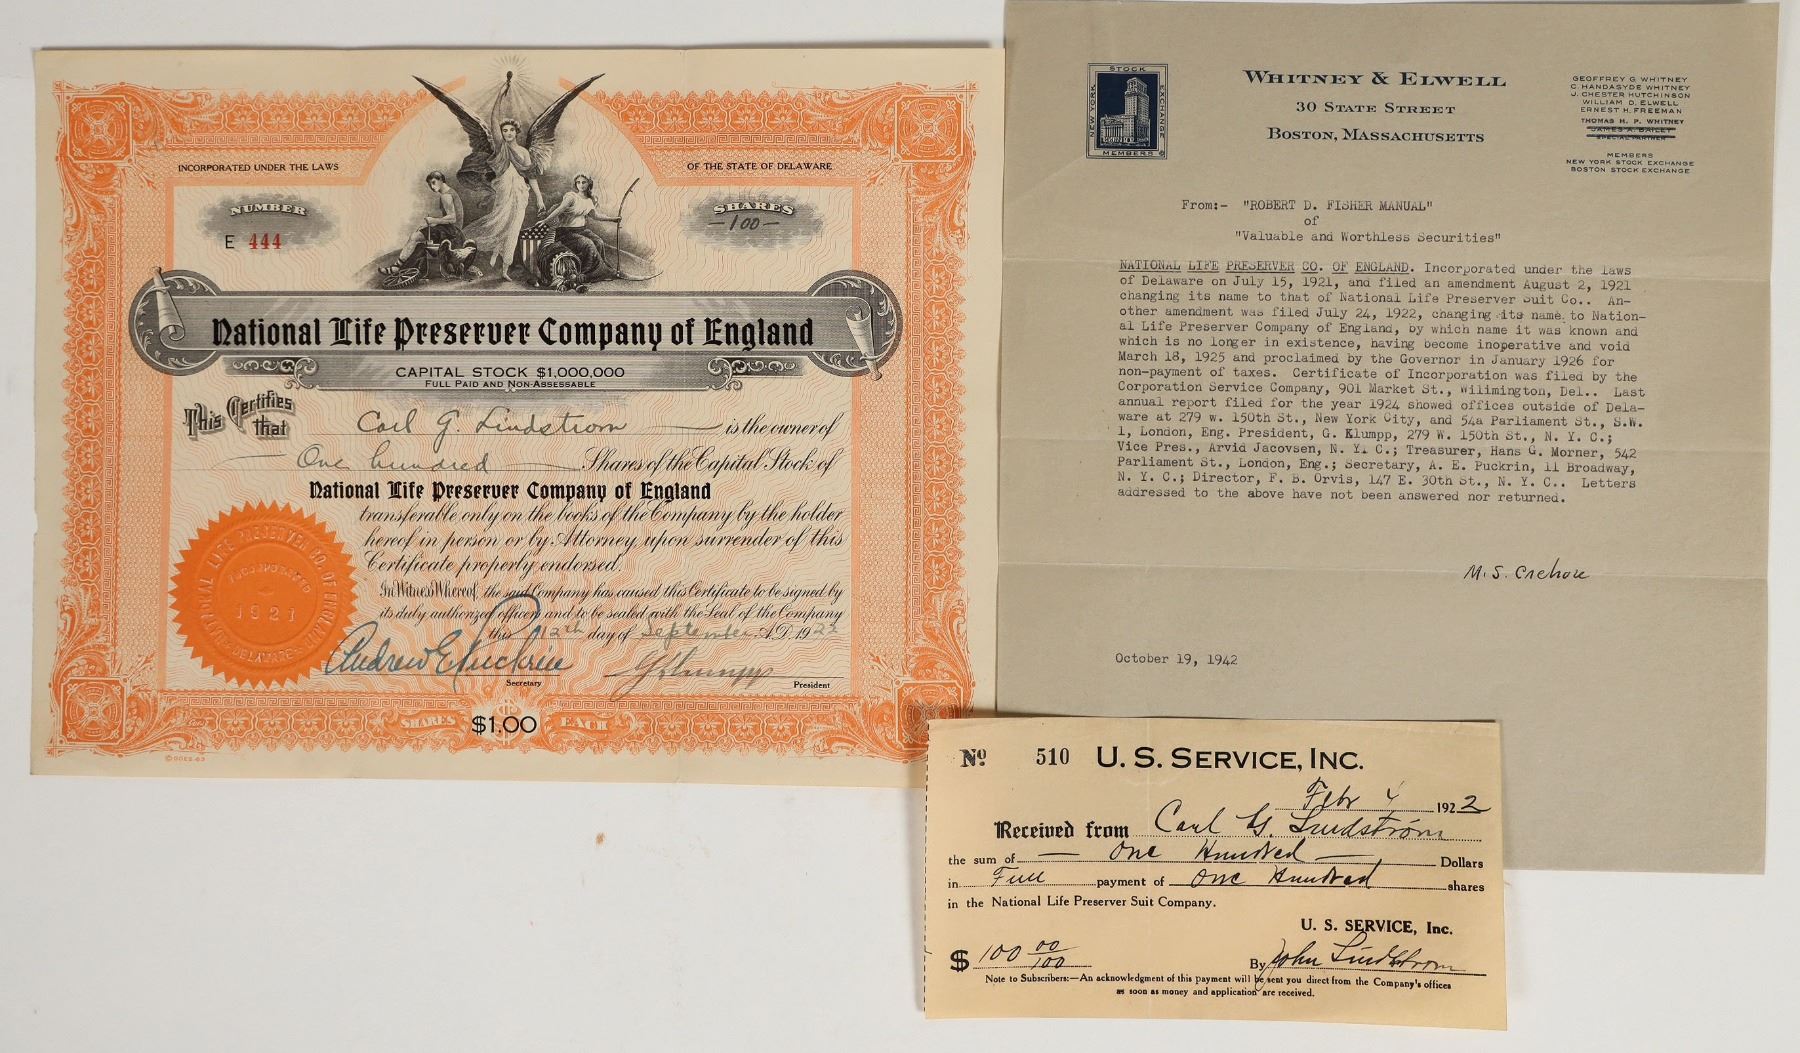 INCORPORATED UNDER THE LAWS OF THE STATE OF DELAWARE
NUMBER
E 444
SHARES
-100-
National Life Preserver Company of England
CAPITAL STOCK $1,000,000
FULL PAID AND NON-ASSESSABLE
This Certifies that Carl G. Lindstrom is the owner of
One hundred Shares of the Capital Stock of
National Life Preserver Company of England
transferable only on the books of the Company by the holder
hereof in person or by Attorney, upon surrender of this
Certificate properly endorsed.
In Witness Whereof, the said Company has caused this Certificate to be signed by
its duly authorized officers and to be sealed with the Seal of the Company
this 12th day of September A.D. 1922
NATIONAL LIFE PRESERVER CO. OF ENGLAND
INCORPORATED
1921
DELAWARE
Andrew E Puckrin
Secretary
G Klumpp
President
SHARES $1.00 EACH
©GOES-63
STOCK
NEW YORK
EXCHANGE
MEMBERS
WHITNEY & ELWELL
30 STATE STREET
BOSTON, MASSACHUSETTS
GEOFFREY G. WHITNEY
C. HANDASYDE WHITNEY
J. CHESTER HUTCHINSON
WILLIAM D. ELWELL
ERNEST H. FREEMAN
THOMAS H. P. WHITNEY
JAMES A. BAILEY
SPECIAL PARTNER
MEMBERS
NEW YORK STOCK EXCHANGE
BOSTON STOCK EXCHANGE
From:- "ROBERT D. FISHER MANUAL"
of
"Valuable and Worthless Securities"
NATIONAL LIFE PRESERVER CO. OF ENGLAND. Incorporated under the laws
of Delaware on July 15, 1921, and filed an amendment August 2, 1921
changing its name to that of National Life Preserver Suit Co.. An-
other amendment was filed July 24, 1922, changing its name to Nation-
al Life Preserver Company of England, by which name it was known and
which is no longer in existence, having become inoperative and void
March 18, 1925 and proclaimed by the Governor in January 1926 for
non-payment of taxes. Certificate of Incorporation was filed by the
Corporation Service Company, 901 Market St., Wilimington, Del.. Last
annual report filed for the year 1924 showed offices outside of Dela-
ware at 279 W. 150th St., New York City, and 54a Parliament St., S.W.
1, London, Eng. President, G. Klumpp, 279 W. 150th St., N. Y. C.;
Vice Pres., Arvid Jacovsen, N. Y. C.; Treasurer, Hans G. Morner, 542
Parliament St., London, Eng.; Secretary, A. E. Puckrin, 11 Broadway,
N. Y. C.; Director, F. B. Orvis, 147 E. 30th St., N. Y. C.. Letters
addressed to the above have not been answered nor returned.
M. S. Crehore
October 19, 1942
No 510 U. S. SERVICE, INC.
Febr 4 1922
Received from Carl G. Lindström
the sum of One Hundred Dollars
in Full payment of One Hundred shares
in the National Life Preserver Suit Company.
U. S. SERVICE, Inc.
$ 100 00/100 By John Lindstrom
Note to Subscribers:—An acknowledgment of this payment will be sent you direct from the Company's offices
as soon as money and application are received.